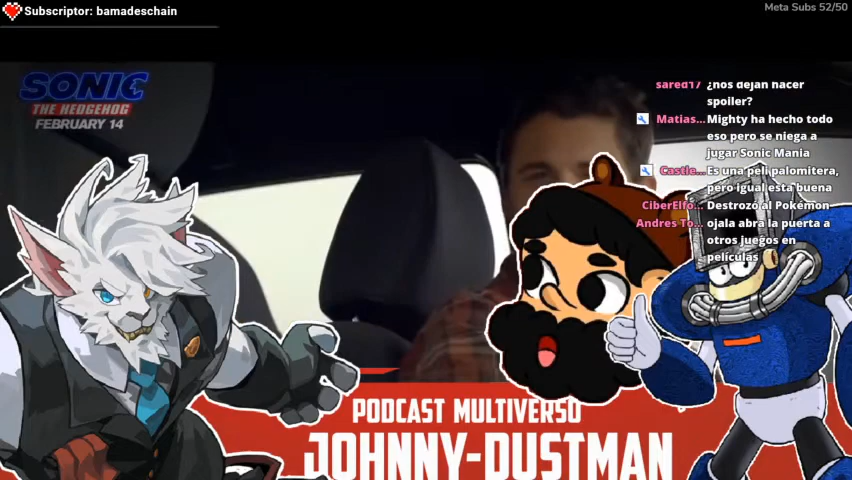 Subscriptor: bamadeschain
Meta Subs 52/50
SONIC
THE HEDGEHOG
FEBRUARY 14
sared17 ¿nos dejan hacer
spoiler?
Matias... Mighty ha hecho todo
eso pero se niega a
jugar Sonic Mania
Castle... Es una peli palomitera,
pero igual esta buena
CiberElfo... Destrozó al Pokémon
Andres To... ojala abra la puerta a
otros Juegos en
películas
PODCAST MULTIVERSO
JOHNNY-DUSTMAN